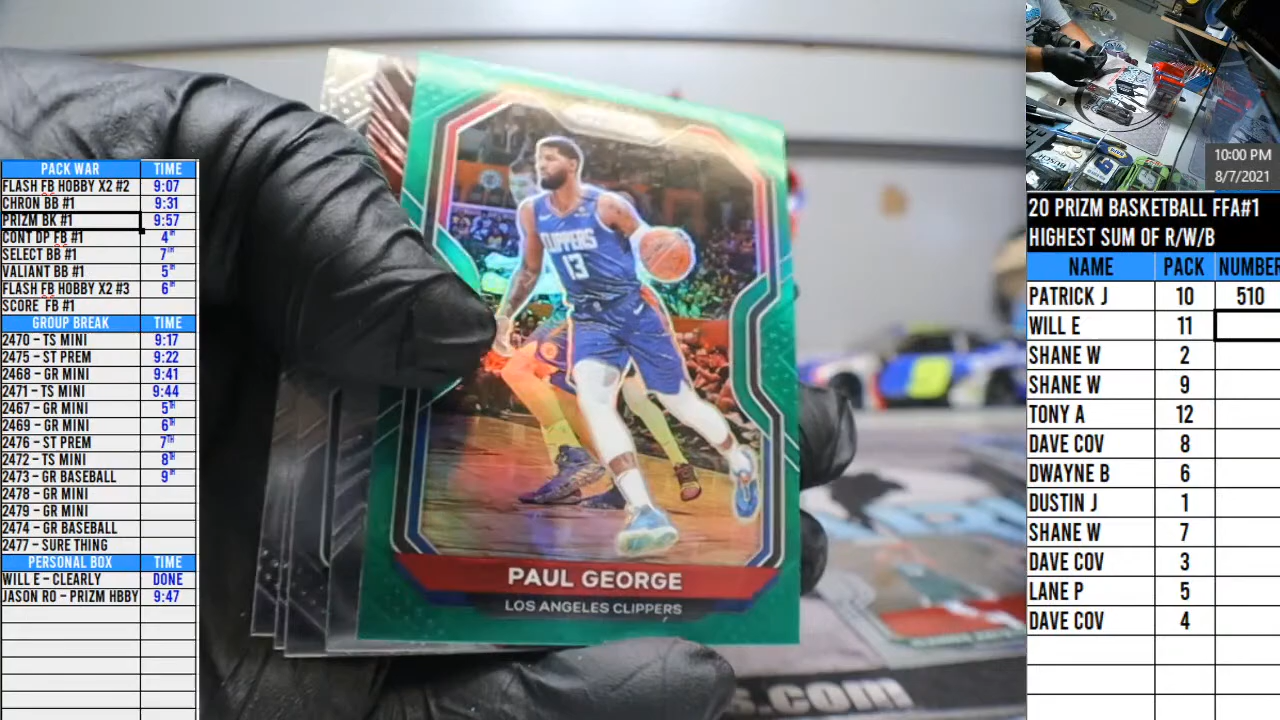 PACK WAR TIME
FLASH FB HOBBY X2 #2 9:07
CHRON BB #1 9:31
PRIZM BK #1 9:57
CONT DP FB #1 4TH
SELECT BB #1 7TH
VALIANT BB #1 5TH
FLASH FB HOBBY X2 #3 6TH
SCORE FB #1
GROUP BREAK TIME
2470 – TS MINI 9:17
2475 – ST PREM 9:22
2468 – GR MINI 9:41
2471 – TS MINI 9:44
2467 – GR MINI 5TH
2469 – GR MINI 6TH
2476 – ST PREM 7TH
2472 – TS MINI 8TH
2473 – GR BASEBALL 9TH
2478 – GR MINI
2479 – GR MINI
2474 – GR BASEBALL
2477 – SURE THING
PERSONAL BOX TIME
WILL E – CLEARLY DONE
JASON RO – PRIZM HBBY 9:47
CLIPPERS
13
PAUL GEORGE
LOS ANGELES CLIPPERS
s.com
10:00 PM
8/7/2021
20 PRIZM BASKETBALL FFA#1
HIGHEST SUM OF R/W/B
NAME PACK NUMBER
PATRICK J 10 510
WILL E 11
SHANE W 2
SHANE W 9
TONY A 12
DAVE COV 8
DWAYNE B 6
DUSTIN J 1
SHANE W 7
DAVE COV 3
LANE P 5
DAVE COV 4